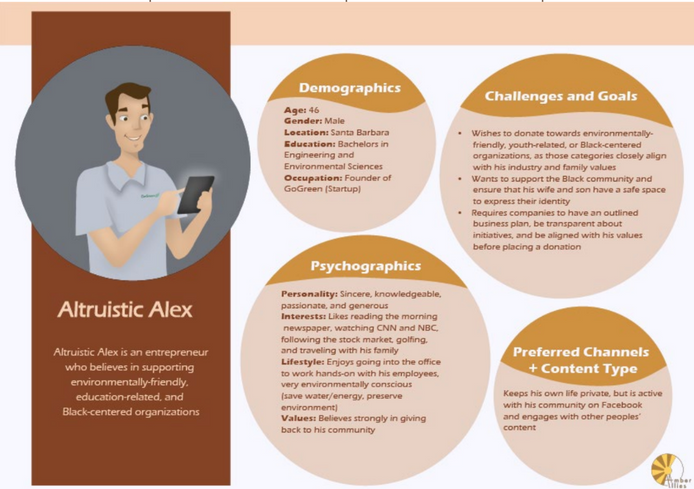 Altruistic Alex
Altruistic Alex is an entrepreneur
who believes in supporting
environmentally-friendly,
education-related, and
Black-centered organizations
Demographics
Age: 46
Gender: Male
Location: Santa Barbara
Education: Bachelors in
Engineering and
Environmental Sciences
Occupation: Founder of
GoGreen (Startup)
Psychographics
Personality: Sincere, knowledgeable,
passionate, and generous
Interests: Likes reading the morning
newspaper, watching CNN and NBC,
following the stock market, golfing,
and traveling with his family
Lifestyle: Enjoys going into the office
to work hands-on with his employees,
very environmentally conscious
(save water/energy, preserve
environment)
Values: Believes strongly in giving
back to his community
Challenges and Goals
• Wishes to donate towards environmentally-
friendly, youth-related, or Black-centered
organizations, as those categories closely align
with his industry and family values
• Wants to support the Black community and
ensure that his wife and son have a safe space
to express their identity
• Requires companies to have an outlined
business plan, be transparent about
initiatives, and be aligned with his values
before placing a donation
Preferred Channels
+ Content Type
Keeps his own life private, but is active
with his community on Facebook
and engages with other peoples'
content